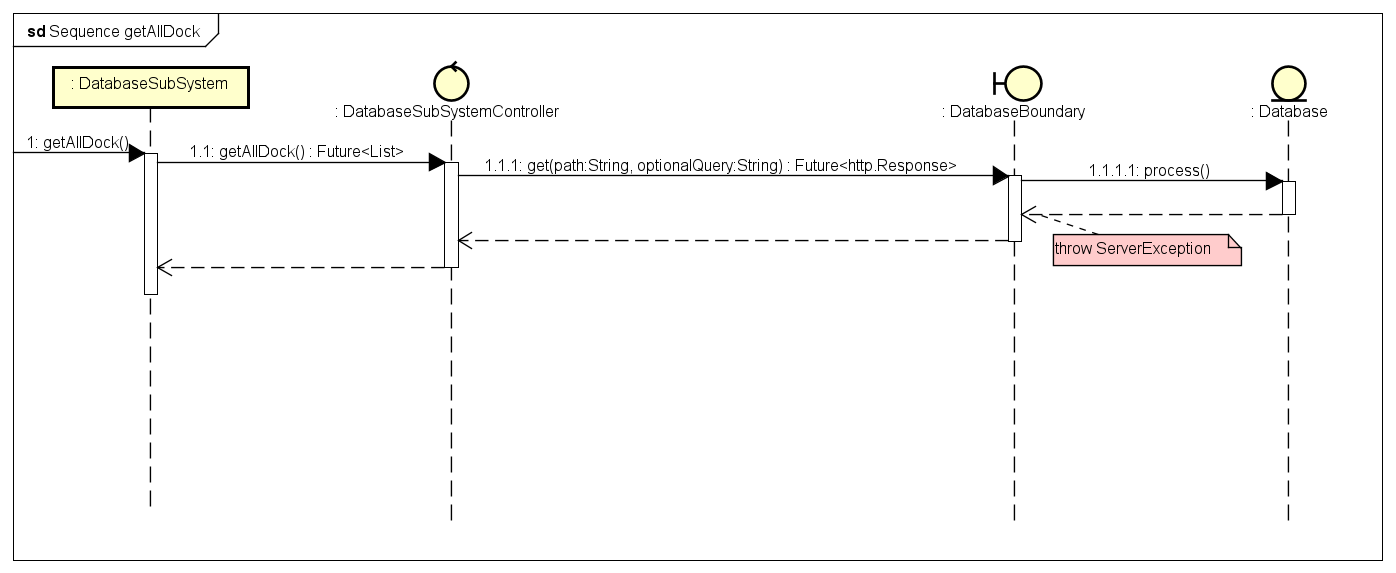 sd Sequence getAllDock
: DatabaseSubSystem
: DatabaseSubSystemController
: DatabaseBoundary
: Database
1: getAllDock()
1.1: getAllDock() : Future<List>
1.1.1: get(path:String, optionalQuery:String) : Future<http.Response>
1.1.1.1: process()
throw ServerException